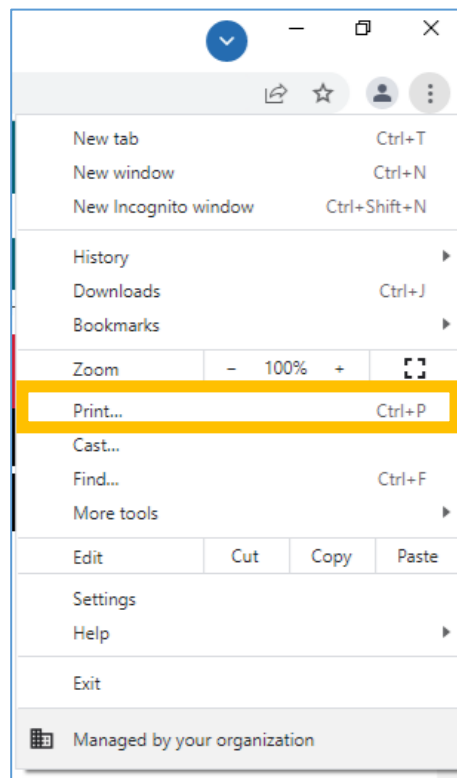 New tab Ctrl+T
New window Ctrl+N
New Incognito window Ctrl+Shift+N
History
Downloads Ctrl+J
Bookmarks
Zoom - 100% +
Print... Ctrl+P
Cast...
Find... Ctrl+F
More tools
Edit Cut Copy Paste
Settings
Help
Exit
Managed by your organization